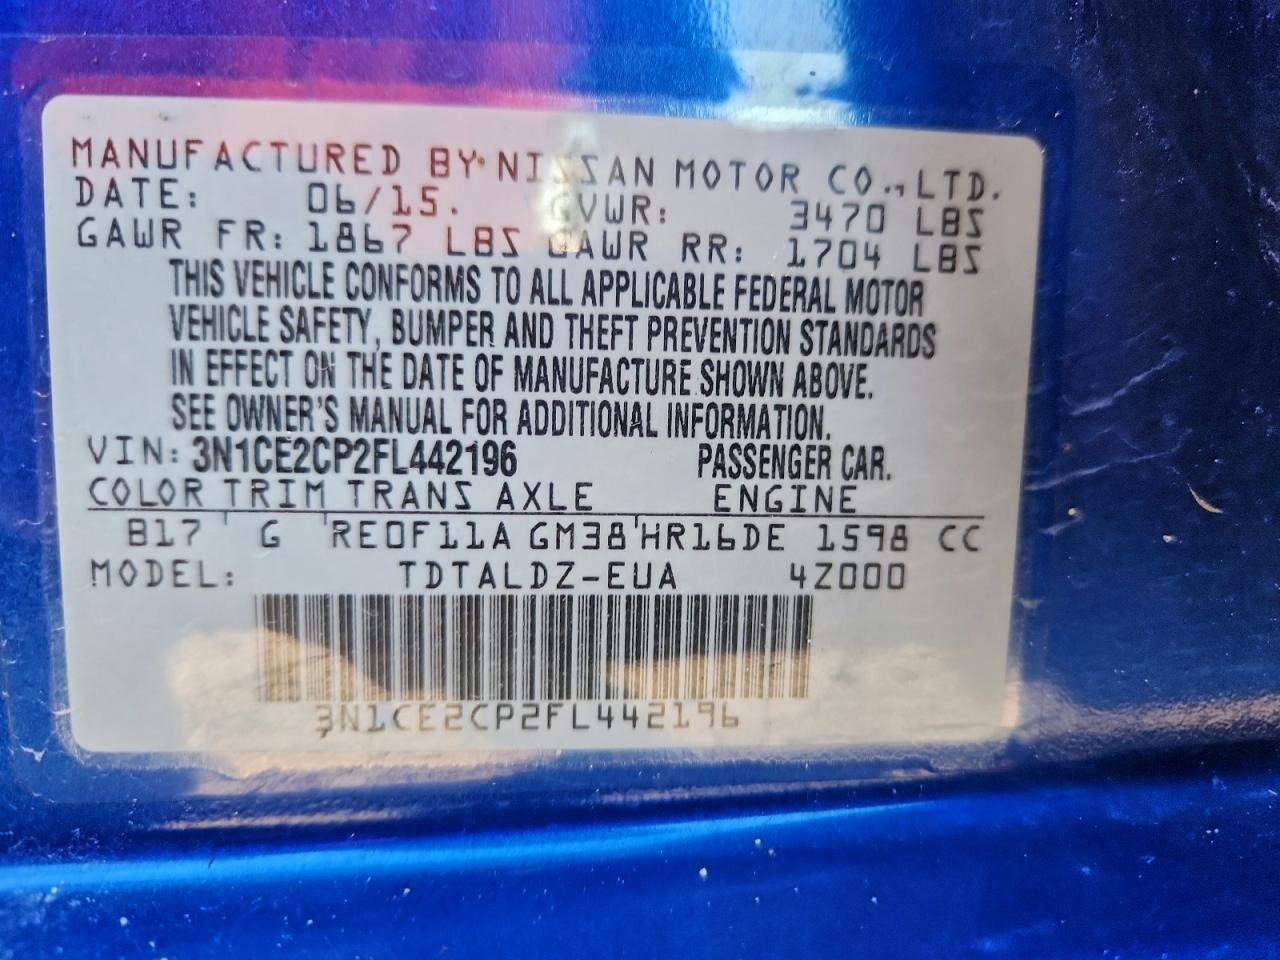 MANUFACTURED BY NISSAN MOTOR CO., LTD.
DATE: 06/15. GVWR: 3470 LBS
GAWR FR: 1867 LBS GAWR RR: 1704 LBS
THIS VEHICLE CONFORMS TO ALL APPLICABLE FEDERAL MOTOR
VEHICLE SAFETY, BUMPER AND THEFT PREVENTION STANDARDS
IN EFFECT ON THE DATE OF MANUFACTURE SHOWN ABOVE.
SEE OWNER'S MANUAL FOR ADDITIONAL INFORMATION.
VIN: 3N1CE2CP2FL442196 PASSENGER CAR.
COLOR TRIM TRANS AXLE ENGINE
B17 G RE0F11A GM38 HR16DE 1598 CC
MODEL: TDTALDZ-EUA 4Z000
3N1CE2CP2FL442196